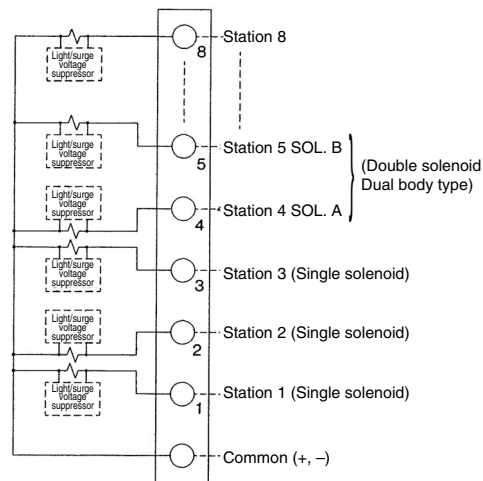 Light/surge
voltage
suppressor
8
Station 8
Light/surge
voltage
suppressor
5
Station 5 SOL. B
(Double solenoid
Dual body type)
Light/surge
voltage
suppressor
4
Station 4 SOL. A
Light/surge
voltage
suppressor
3
Station 3 (Single solenoid)
Light/surge
voltage
suppressor
2
Station 2 (Single solenoid)
Light/surge
voltage
suppressor
1
Station 1 (Single solenoid)
Common (+, –)